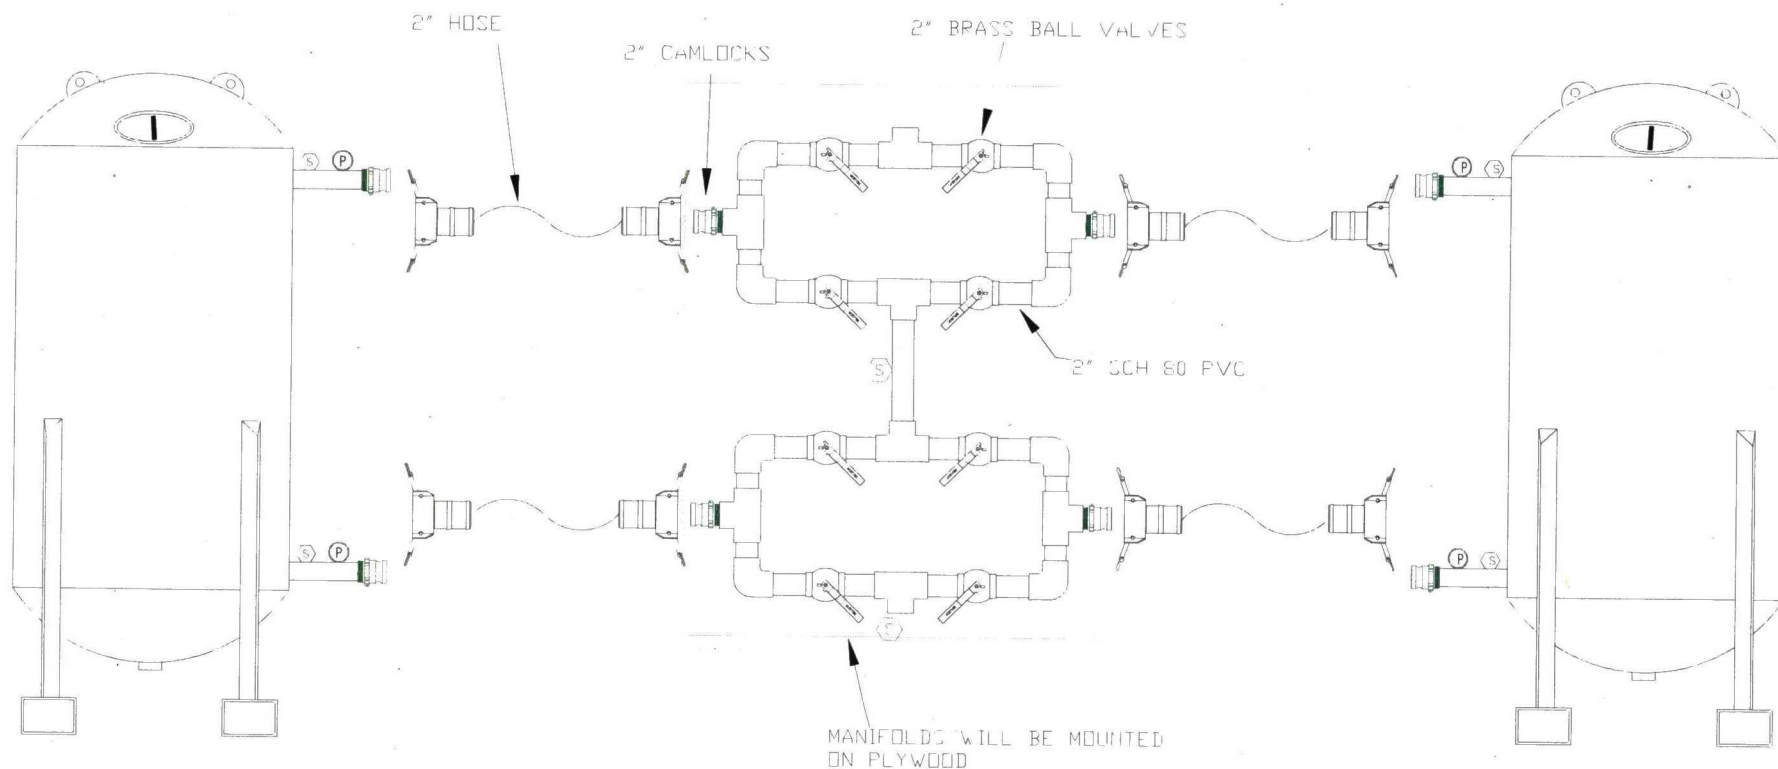 2" HOSE
2" CAMLOCKS
2" BRASS BALL VALVES
S P
P S
S
2" SCH 80 PVC
S P
P S
S
MANIFOLDS WILL BE MOUNTED
ON PLYWOOD